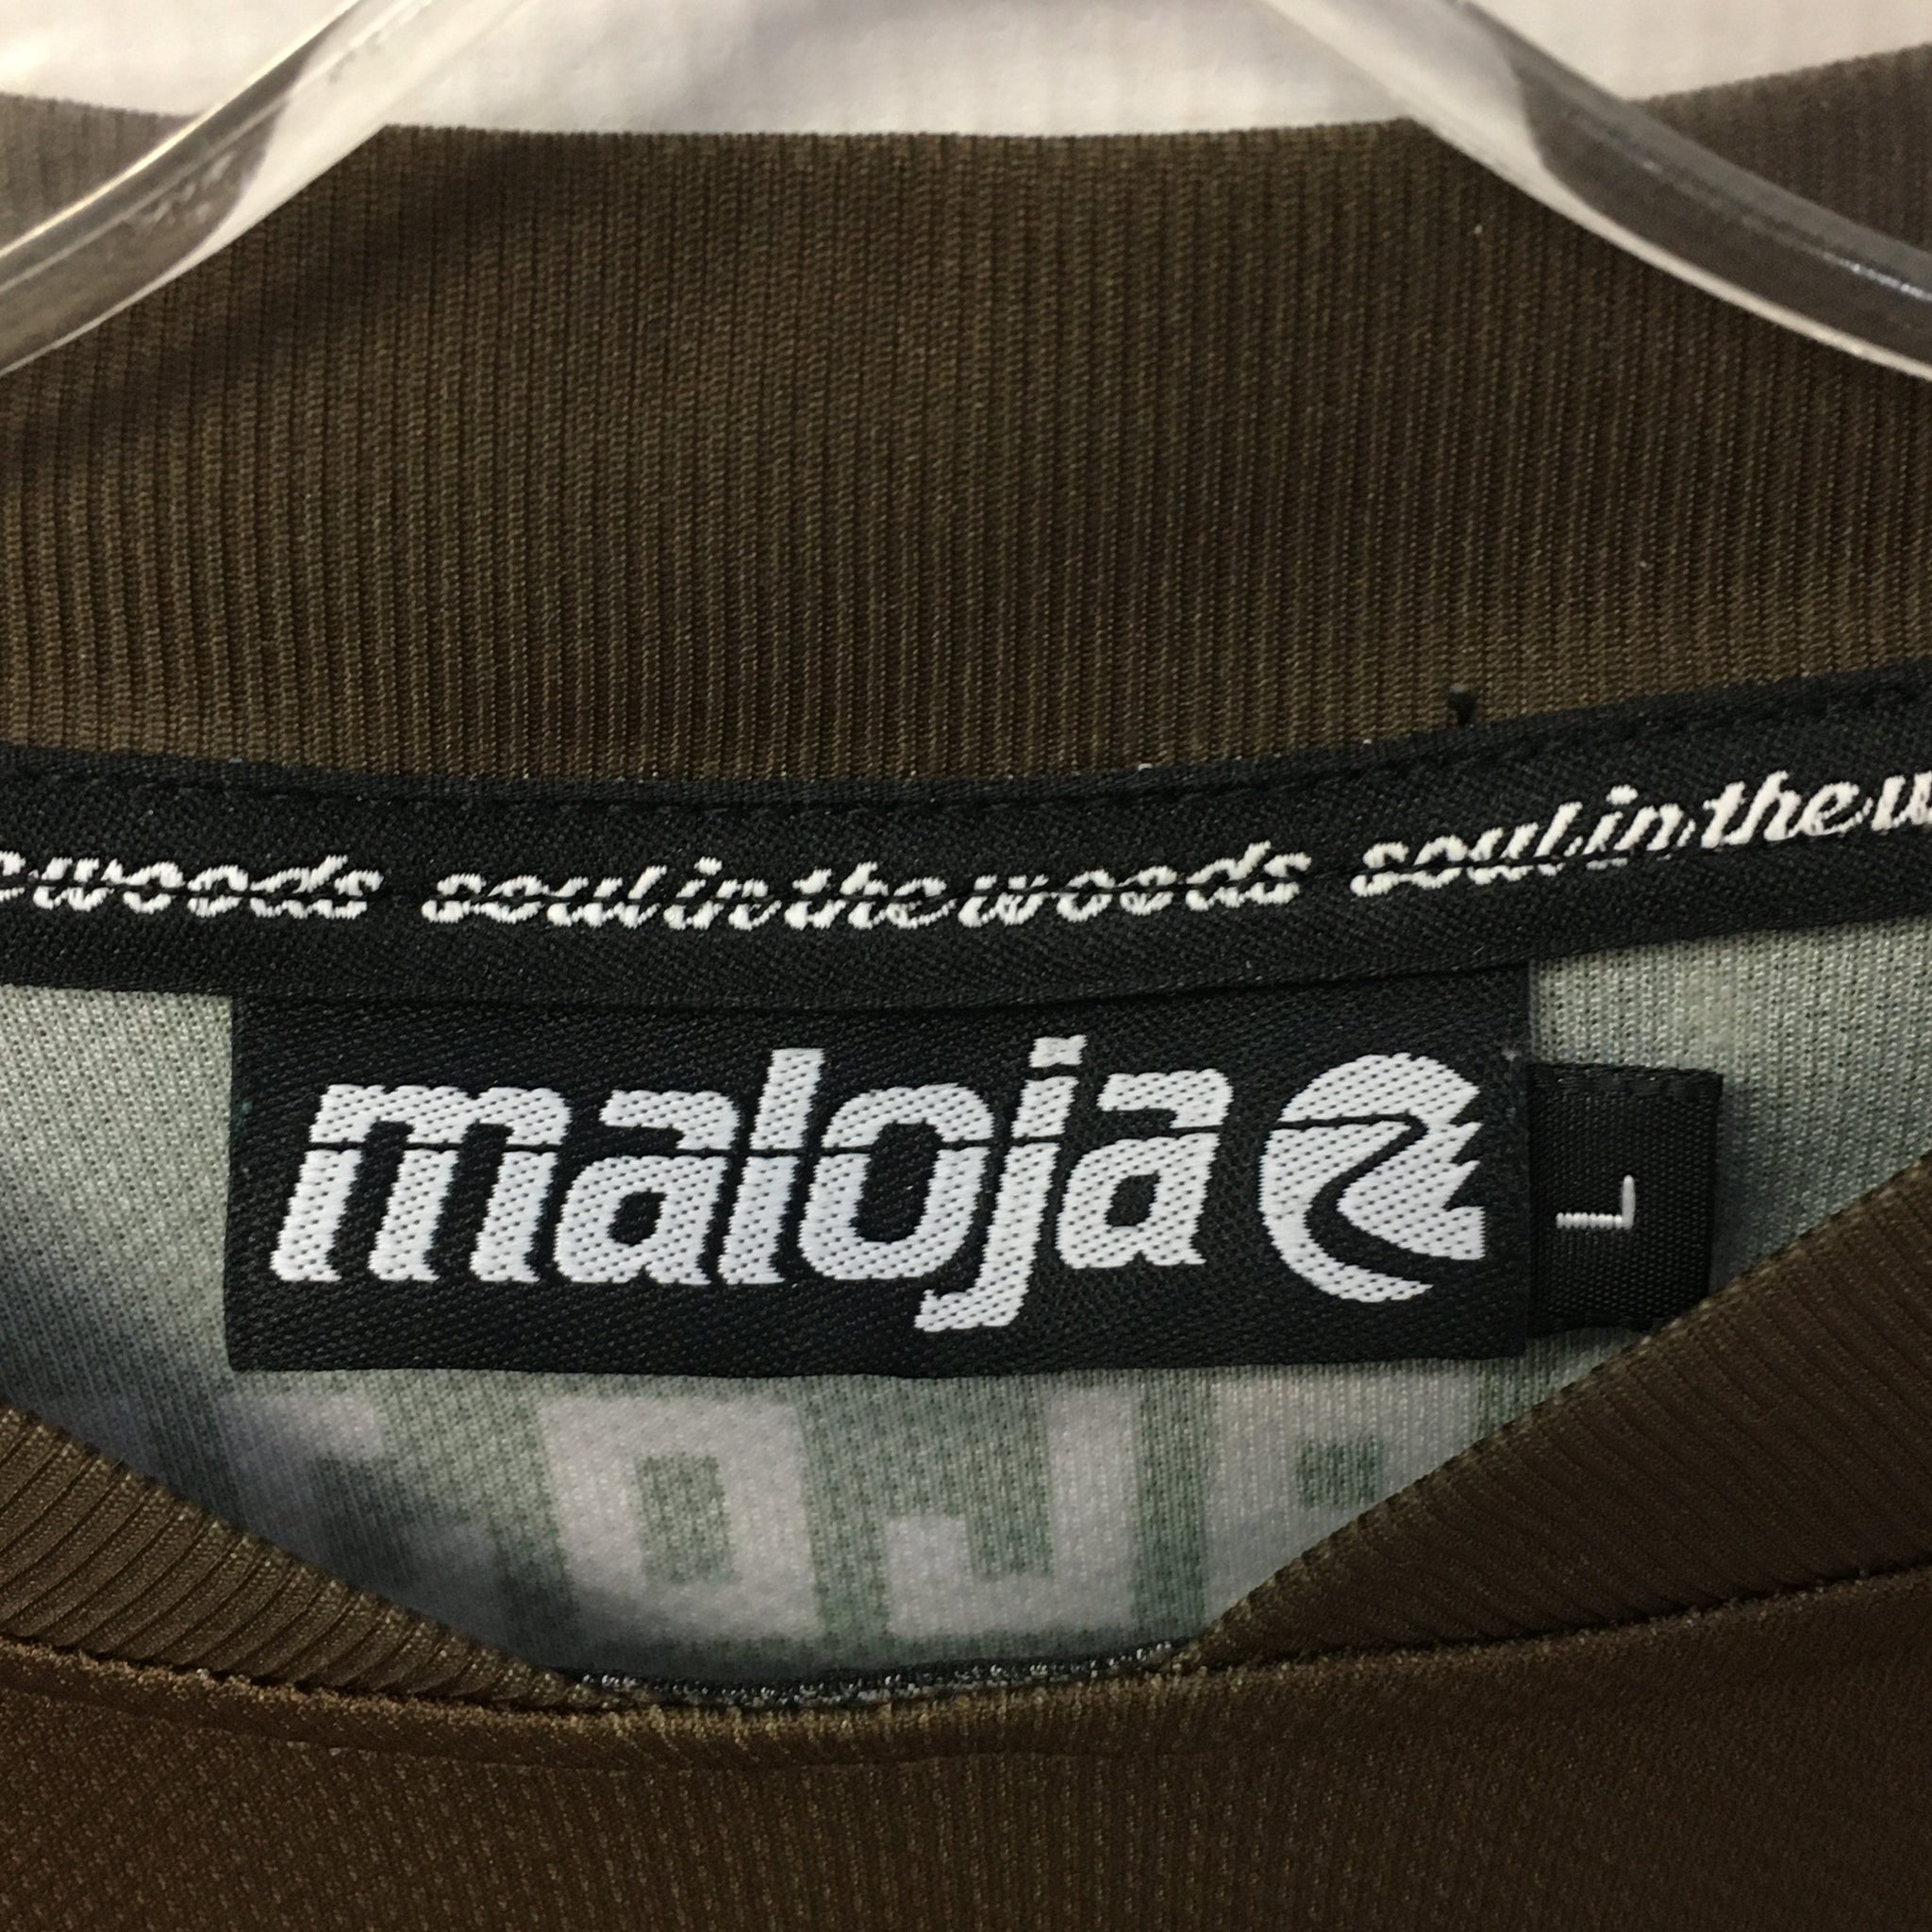 woods soulinthewoods soulinthew
maloja
L